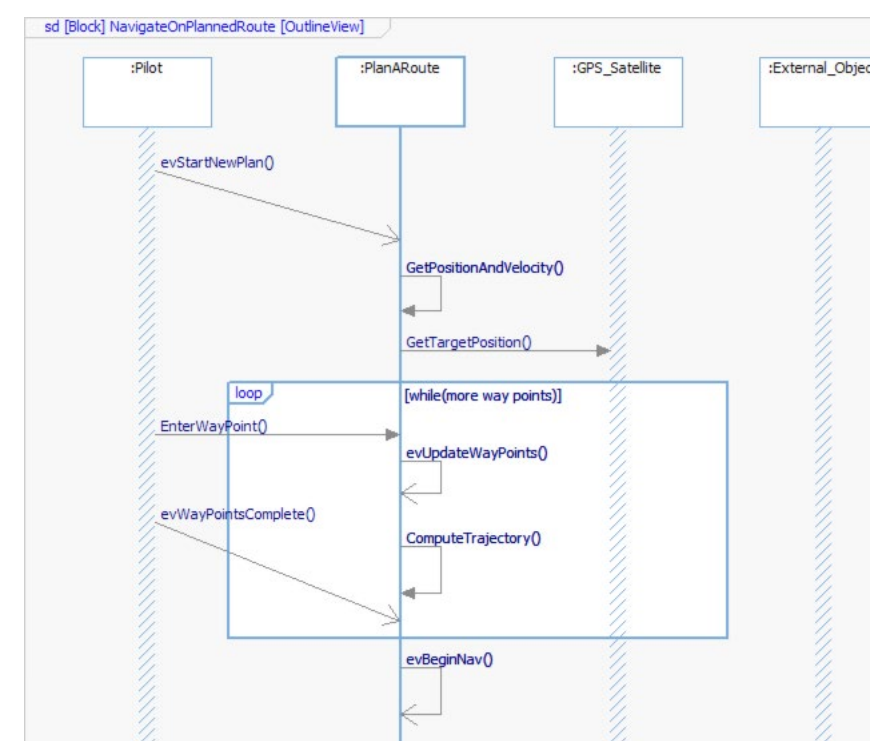 sd [Block] NavigateOnPlannedRoute [OutlineView]
:Pilot
:PlanARoute
:GPS_Satellite
:External_Objec
evStartNewPlan()
GetPositionAndVelocity()
GetTargetPosition()
loop
[while(more way points)]
EnterWayPoint()
evUpdateWayPoints()
evWayPointsComplete()
ComputeTrajectory()
evBeginNav()